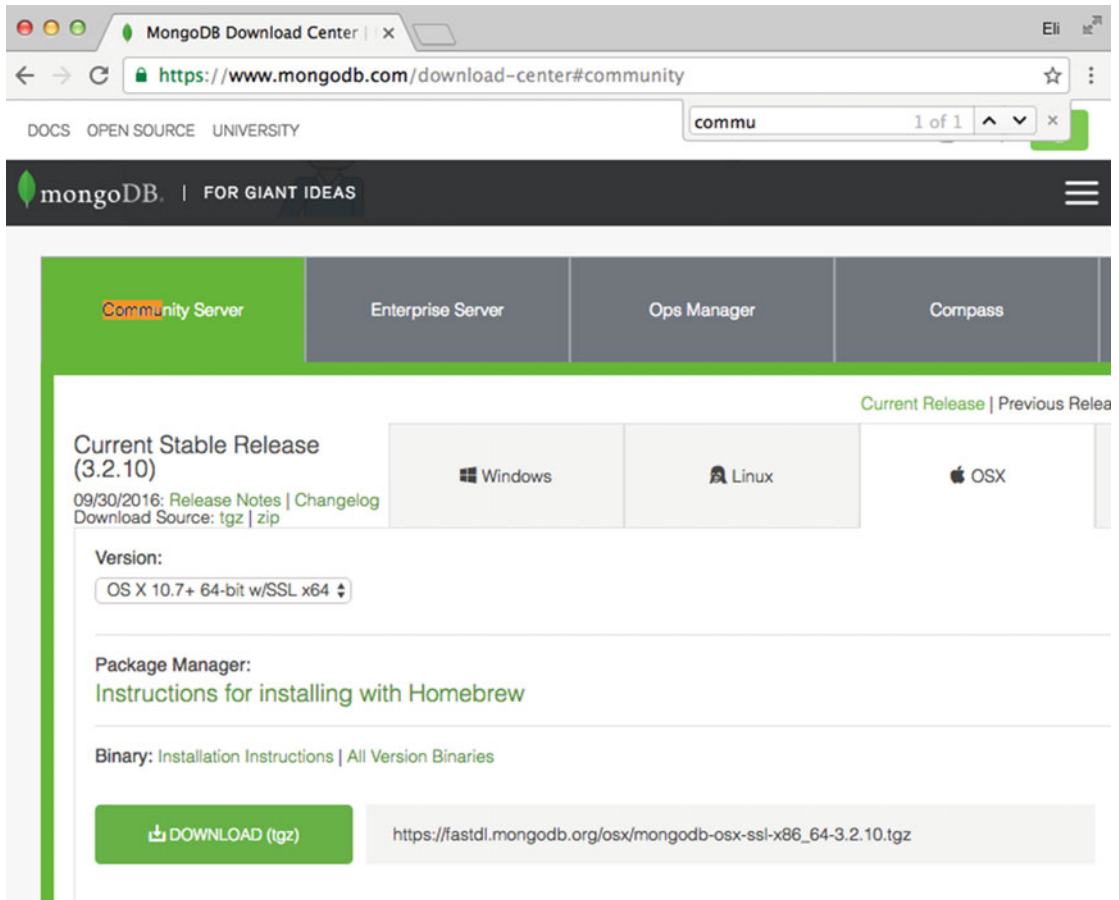 MongoDB Download Center |
Eli
https://www.mongodb.com/download-center#community
commu 1 of 1
DOCS OPEN SOURCE UNIVERSITY
mongoDB. | FOR GIANT IDEAS
Community Server
Enterprise Server
Ops Manager
Compass
Current Release | Previous Relea
Current Stable Release
(3.2.10)
09/30/2016: Release Notes | Changelog
Download Source: tgz | zip
Windows
Linux
OSX
Version:
OS X 10.7+ 64-bit w/SSL x64
Package Manager:
Instructions for installing with Homebrew
Binary: Installation Instructions | All Version Binaries
DOWNLOAD (tgz)
https://fastdl.mongodb.org/osx/mongodb-osx-ssl-x86_64-3.2.10.tgz